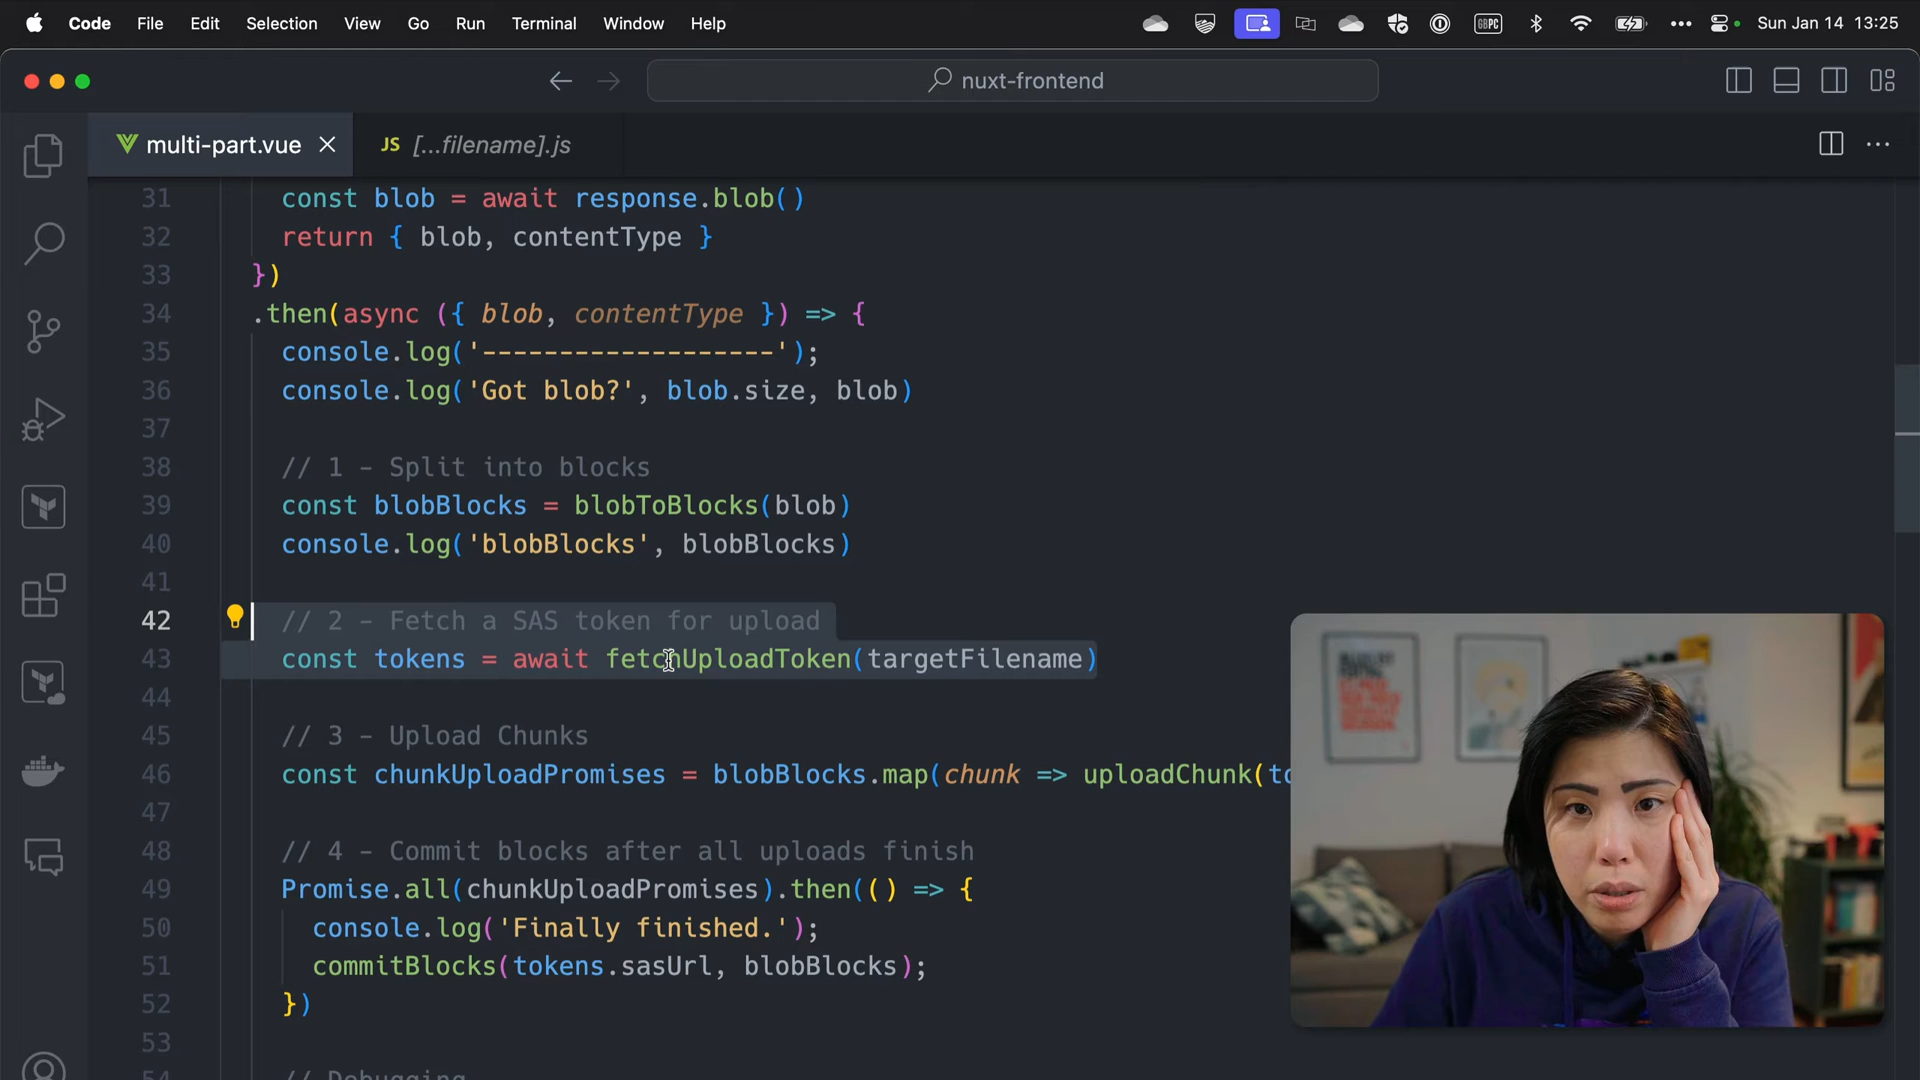 Code File Edit Selection View Go Run Terminal Window Help
GBPC
Sun Jan 14 13:25
nuxt-frontend
multi-part.vue
JS [...filename].js
31 const blob = await response.blob()
32 return { blob, contentType }
33 })
34 .then(async ({ blob, contentType }) => {
35 console.log('-------------------');
36 console.log('Got blob?', blob.size, blob)
37
38 // 1 - Split into blocks
39 const blobBlocks = blobToBlocks(blob)
40 console.log('blobBlocks', blobBlocks)
41
42 // 2 - Fetch a SAS token for upload
43 const tokens = await fetchUploadToken(targetFilename)
44
45 // 3 - Upload Chunks
46 const chunkUploadPromises = blobBlocks.map(chunk => uploadChunk(to
47
48 // 4 - Commit blocks after all uploads finish
49 Promise.all(chunkUploadPromises).then(() => {
50 console.log('Finally finished.');
51 commitBlocks(tokens.sasUrl, blobBlocks);
52 })
53
54 // Debugging